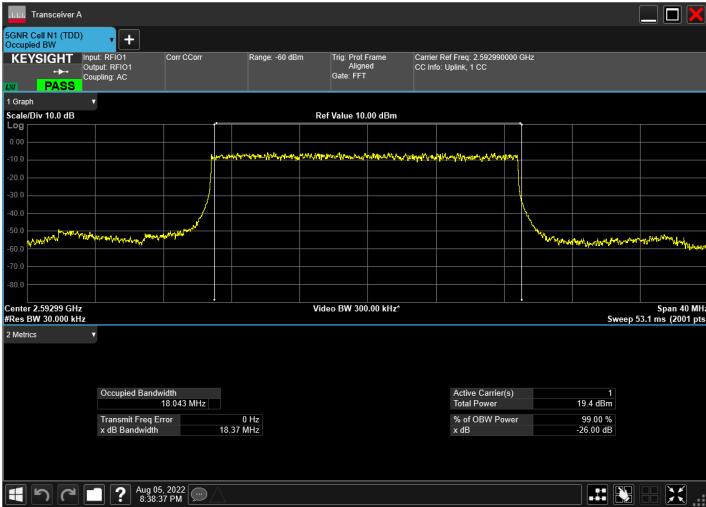 Transceiver A
5GNR Cell N1 (TDD)
Occupied BW
+
KEYSIGHT
LXI
PASS
Input: RFIO1
Output: RFIO1
Coupling: AC
Corr CCorr
Range: -60 dBm
Trig: Prot Frame
Aligned
Gate: FFT
Carrier Ref Freq: 2.592990000 GHz
CC Info: Uplink, 1 CC
1 Graph
Scale/Div 10.0 dB
Ref Value 10.00 dBm
Log
0.00
-10.0
-20.0
-30.0
-40.0
-50.0
-60.0
-70.0
-80.0
Center 2.59299 GHz
Video BW 300.00 kHz*
Span 40 MHz
#Res BW 30.000 kHz
Sweep 53.1 ms (2001 pts
2 Metrics
Occupied Bandwidth
18.043 MHz
Transmit Freq Error 0 Hz
x dB Bandwidth 18.37 MHz
Active Carrier(s) 1
Total Power 19.4 dBm
% of OBW Power 99.00 %
x dB -26.00 dB
?
Aug 05, 2022
8:38:37 PM